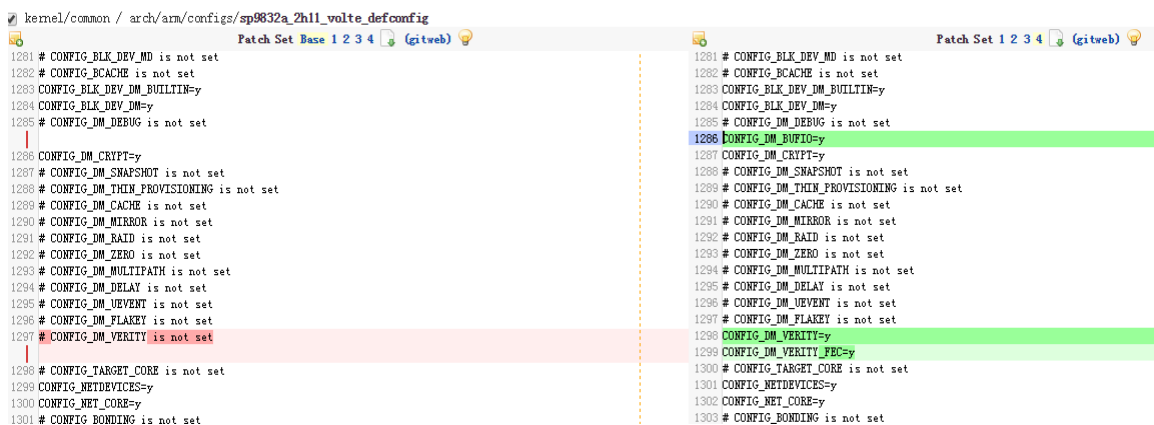 kernel/common / arch/arm/configs/sp9832a_2h11_volte_defconfig
Patch Set Base 1 2 3 4 (gitweb)
1281 # CONFIG_BLK_DEV_MD is not set
1282 # CONFIG_BCACHE is not set
1283 CONFIG_BLK_DEV_DM_BUILTIN=y
1284 CONFIG_BLK_DEV_DM=y
1285 # CONFIG_DM_DEBUG is not set
1286 CONFIG_DM_CRYPT=y
1287 # CONFIG_DM_SNAPSHOT is not set
1288 # CONFIG_DM_THIN_PROVISIONING is not set
1289 # CONFIG_DM_CACHE is not set
1290 # CONFIG_DM_MIRROR is not set
1291 # CONFIG_DM_RAID is not set
1292 # CONFIG_DM_ZERO is not set
1293 # CONFIG_DM_MULTIPATH is not set
1294 # CONFIG_DM_DELAY is not set
1295 # CONFIG_DM_UEVENT is not set
1296 # CONFIG_DM_FLAKEY is not set
1297 # CONFIG_DM_VERITY is not set
1298 # CONFIG_TARGET_CORE is not set
1299 CONFIG_NETDEVICES=y
1300 CONFIG_NET_CORE=y
1301 # CONFIG_BONDING is not set
Patch Set 1 2 3 4 (gitweb)
1281 # CONFIG_BLK_DEV_MD is not set
1282 # CONFIG_BCACHE is not set
1283 CONFIG_BLK_DEV_DM_BUILTIN=y
1284 CONFIG_BLK_DEV_DM=y
1285 # CONFIG_DM_DEBUG is not set
1286 CONFIG_DM_BUFIO=y
1287 CONFIG_DM_CRYPT=y
1288 # CONFIG_DM_SNAPSHOT is not set
1289 # CONFIG_DM_THIN_PROVISIONING is not set
1290 # CONFIG_DM_CACHE is not set
1291 # CONFIG_DM_MIRROR is not set
1292 # CONFIG_DM_RAID is not set
1293 # CONFIG_DM_ZERO is not set
1294 # CONFIG_DM_MULTIPATH is not set
1295 # CONFIG_DM_DELAY is not set
1296 # CONFIG_DM_UEVENT is not set
1297 # CONFIG_DM_FLAKEY is not set
1298 CONFIG_DM_VERITY=y
1299 CONFIG_DM_VERITY_FEC=y
1300 # CONFIG_TARGET_CORE is not set
1301 CONFIG_NETDEVICES=y
1302 CONFIG_NET_CORE=y
1303 # CONFIG_BONDING is not set